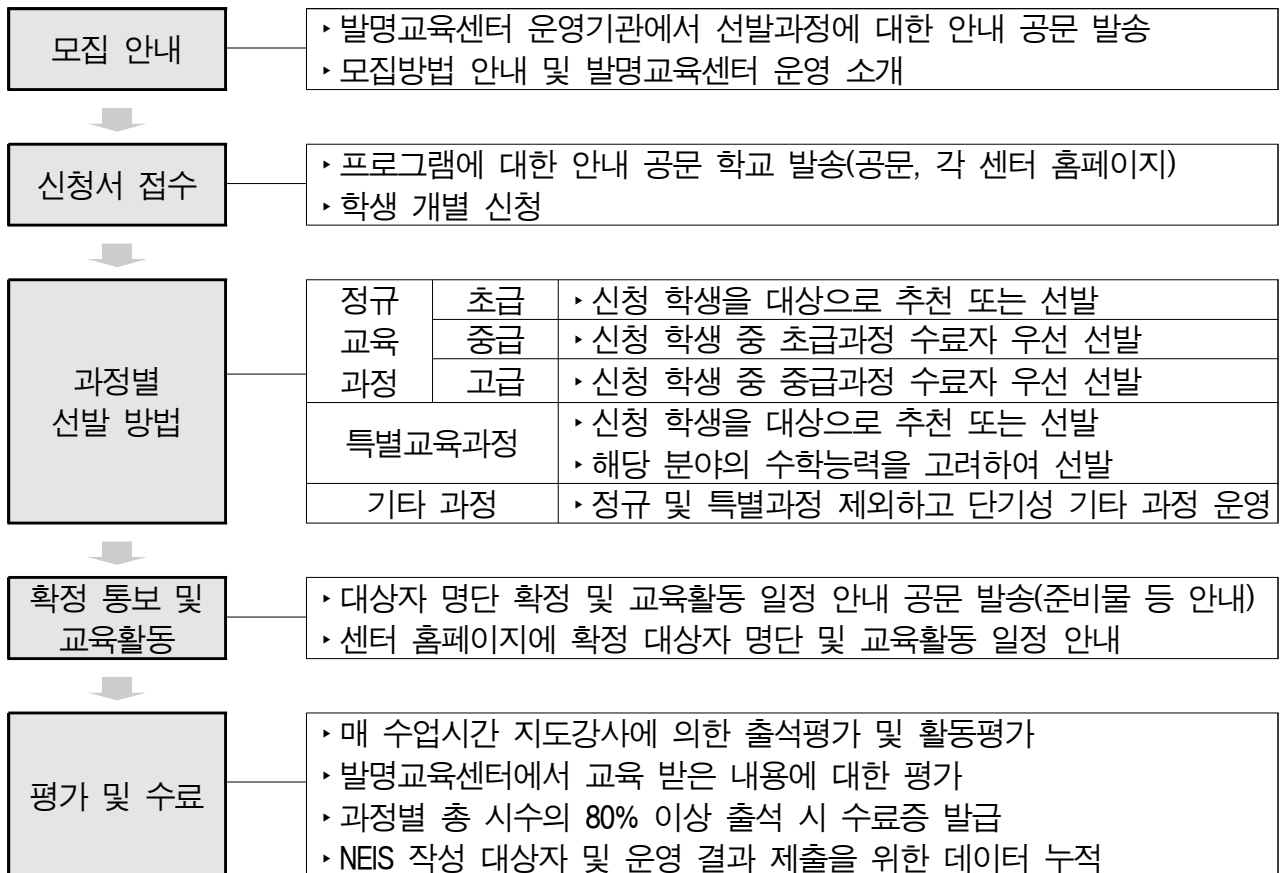 모집 안내
‣발명교육센터 운영기관에서 선발과정에 대한 안내 공문 발송
‣모집방법 안내 및 발명교육센터 운영 소개
신청서 접수
‣프로그램에 대한 안내 공문 학교 발송(공문, 각 센터 홈페이지)
‣학생 개별 신청
과정별
선발 방법
정규
교육
과정
초급
‣신청 학생을 대상으로 추천 또는 선발
중급
‣신청 학생 중 초급과정 수료자 우선 선발
고급
‣신청 학생 중 중급과정 수료자 우선 선발
특별교육과정
‣신청 학생을 대상으로 추천 또는 선발
‣해당 분야의 수학능력을 고려하여 선발
기타 과정
‣정규 및 특별과정 제외하고 단기성 기타 과정 운영
확정 통보 및
교육활동
‣대상자 명단 확정 및 교육활동 일정 안내 공문 발송(준비물 등 안내)
‣센터 홈페이지에 확정 대상자 명단 및 교육활동 일정 안내
평가 및 수료
‣매 수업시간 지도강사에 의한 출석평가 및 활동평가
‣발명교육센터에서 교육 받은 내용에 대한 평가
‣과정별 총 시수의 80% 이상 출석 시 수료증 발급
‣NEIS 작성 대상자 및 운영 결과 제출을 위한 데이터 누적